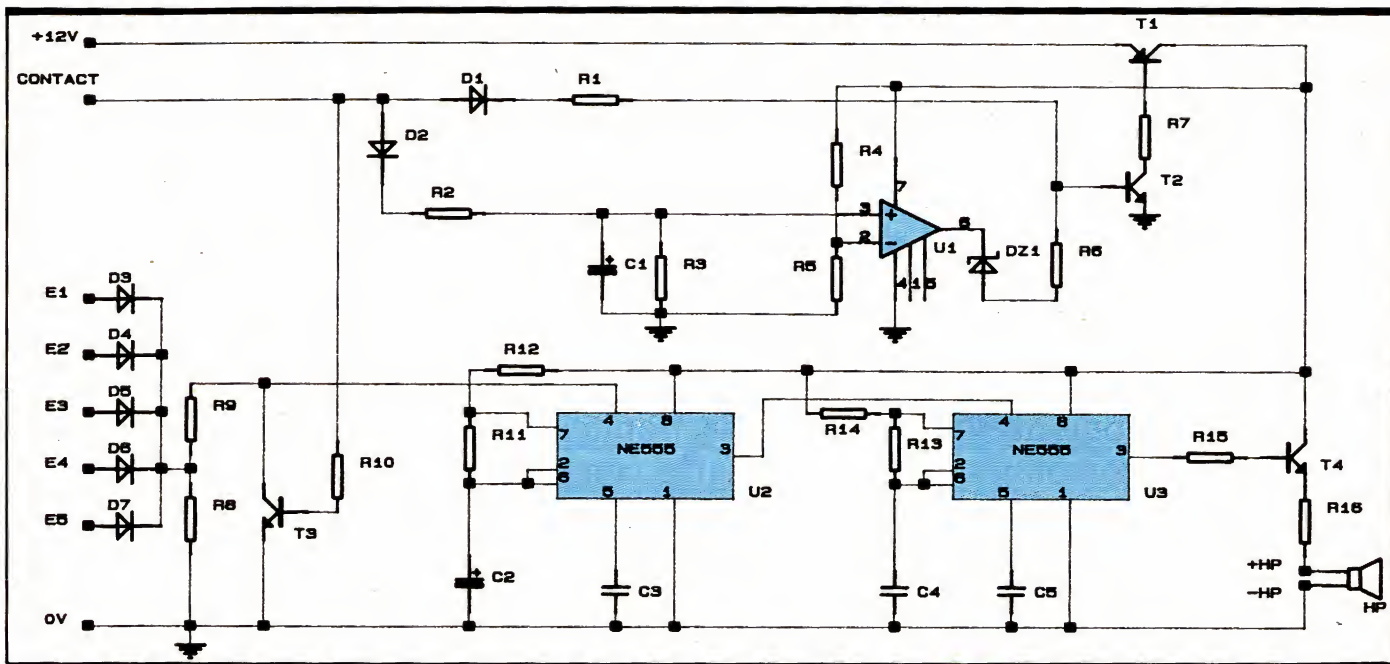 T1
+12V
CONTACT
D1
R1
D2
R4
R7
R2
7
T2
3
+
6
2
-
U1
DZ1
R6
C1
R3
R5
4 1 5
D3
E1
D4
E2
R12
D5
E3
R9
4
8
R14
4
8
R11
7
R13
7
D6
E4
R10
2
NE555
3
2
NE555
3
R15
6
6
T4
R8
5
1
U2
5
1
U3
D7
E5
T3
R16
C2
C3
C4
C5
+HP
-HP
HP
0V